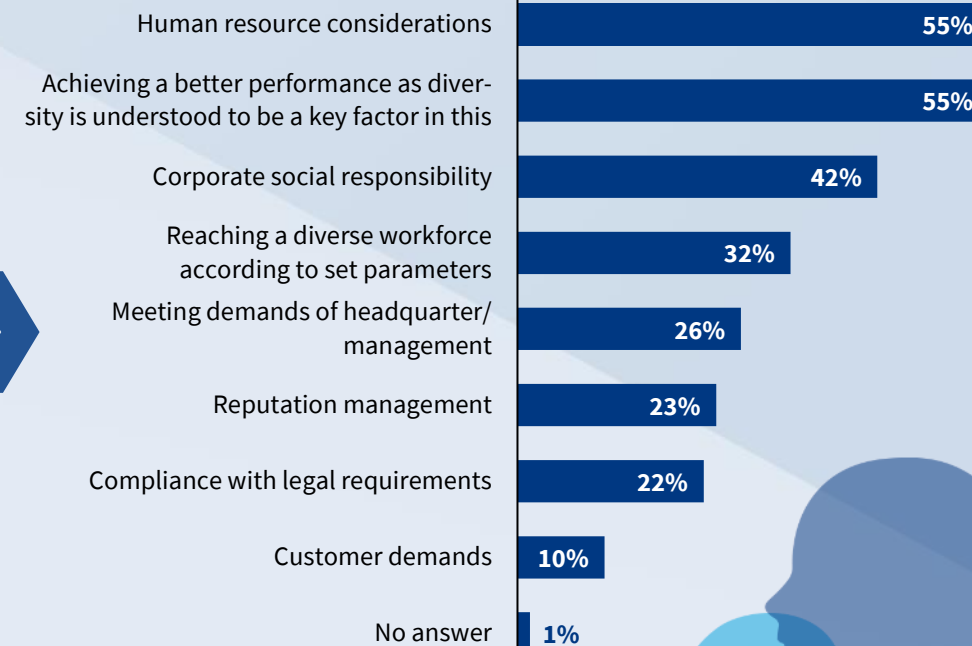 Human resource considerations 55%
Achieving a better performance as diver-
sity is understood to be a key factor in this 55%
Corporate social responsibility 42%
Reaching a diverse workforce
according to set parameters 32%
Meeting demands of headquarter/
management 26%
Reputation management 23%
Compliance with legal requirements 22%
Customer demands 10%
No answer 1%